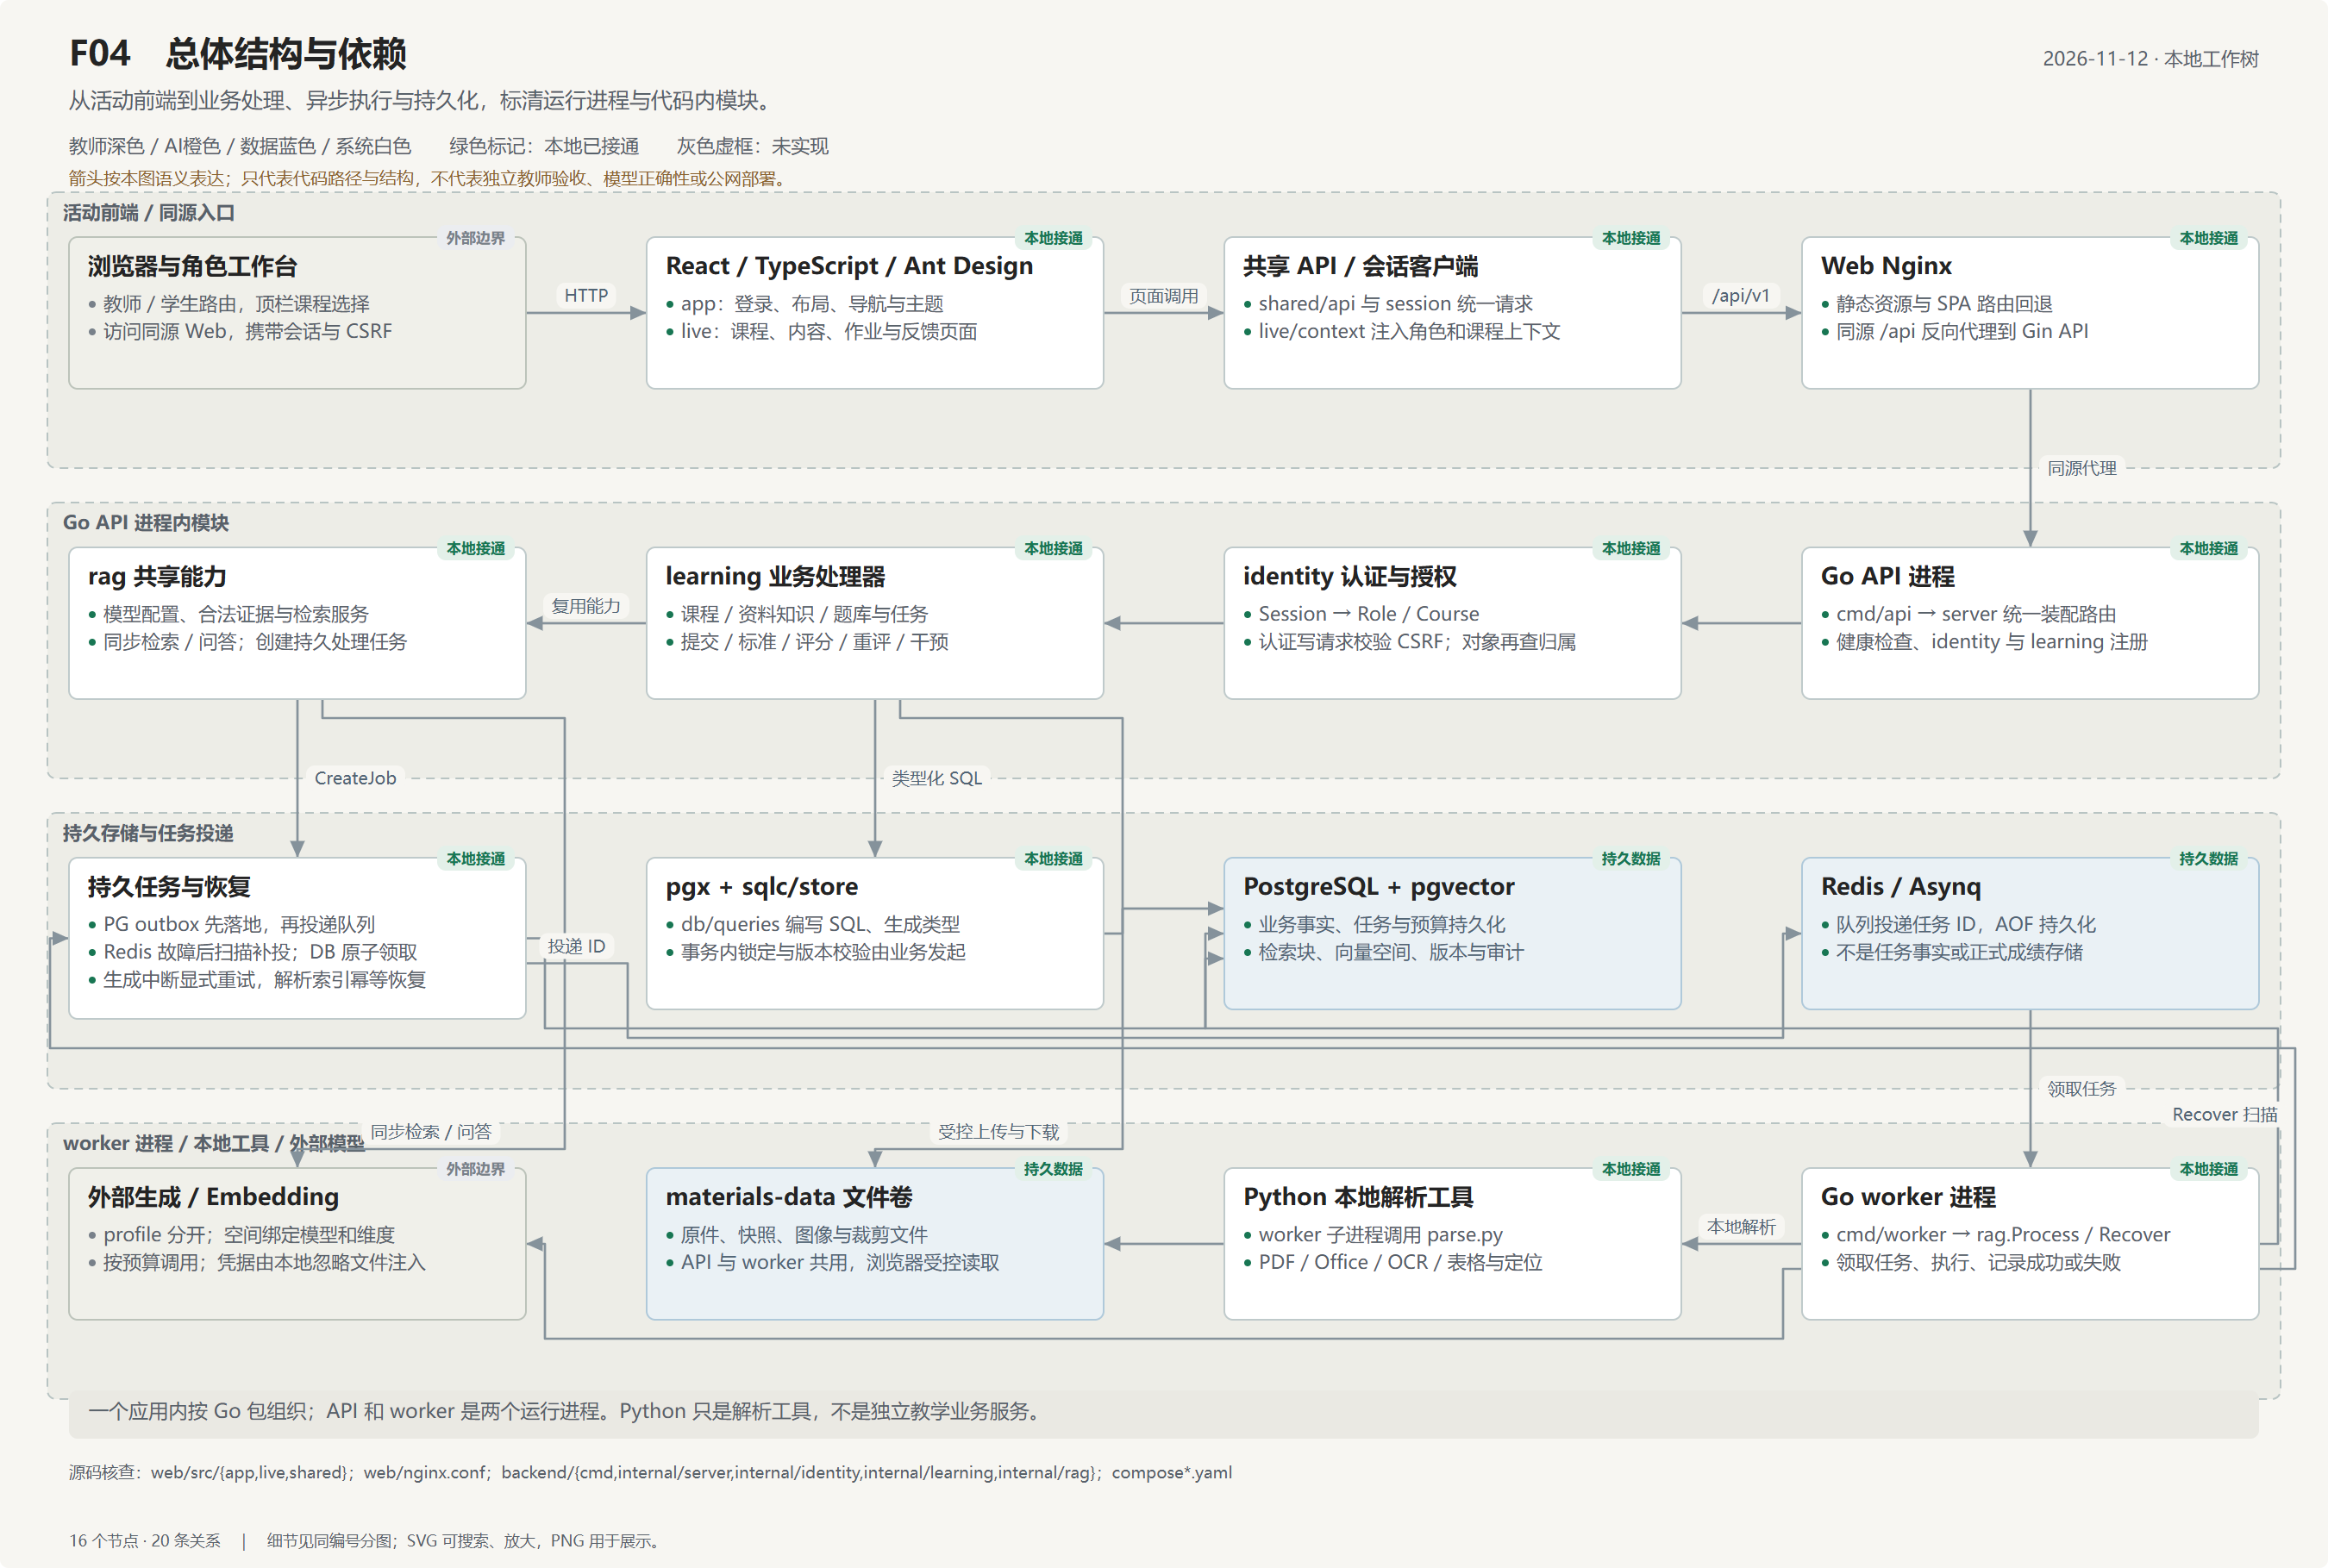 F04 总体结构与依赖
2026-11-12 · 本地工作树
从活动前端到业务处理、异步执行与持久化，标清运行进程与代码内模块。
教师深色 / AI橙色 / 数据蓝色 / 系统白色 绿色标记：本地已接通 灰色虚框：未实现
箭头按本图语义表达；只代表代码路径与结构，不代表独立教师验收、模型正确性或公网部署。
活动前端 / 同源入口
外部边界
浏览器与角色工作台
教师 / 学生路由，顶栏课程选择
访问同源 Web，携带会话与 CSRF
HTTP
本地接通
React / TypeScript / Ant Design
app：登录、布局、导航与主题
live：课程、内容、作业与反馈页面
页面调用
本地接通
共享 API / 会话客户端
shared/api 与 session 统一请求
live/context 注入角色和课程上下文
/api/v1
本地接通
Web Nginx
静态资源与 SPA 路由回退
同源 /api 反向代理到 Gin API
同源代理
Go API 进程内模块
本地接通
rag 共享能力
模型配置、合法证据与检索服务
同步检索 / 问答；创建持久处理任务
复用能力
本地接通
learning 业务处理器
课程 / 资料知识 / 题库与任务
提交 / 标准 / 评分 / 重评 / 干预
本地接通
identity 认证与授权
Session → Role / Course
认证写请求校验 CSRF；对象再查归属
本地接通
Go API 进程
cmd/api → server 统一装配路由
健康检查、identity 与 learning 注册
CreateJob
类型化 SQL
持久存储与任务投递
本地接通
持久任务与恢复
PG outbox 先落地，再投递队列
Redis 故障后扫描补投；DB 原子领取
生成中断显式重试，解析索引幂等恢复
投递 ID
本地接通
pgx + sqlc/store
db/queries 编写 SQL、生成类型
事务内锁定与版本校验由业务发起
持久数据
PostgreSQL + pgvector
业务事实、任务与预算持久化
检索块、向量空间、版本与审计
持久数据
Redis / Asynq
队列投递任务 ID，AOF 持久化
不是任务事实或正式成绩存储
领取任务
Recover 扫描
worker 进程 / 本地工具 / 外部模型
同步检索 / 问答
受控上传与下载
外部边界
外部生成 / Embedding
profile 分开；空间绑定模型和维度
按预算调用；凭据由本地忽略文件注入
持久数据
materials-data 文件卷
原件、快照、图像与裁剪文件
API 与 worker 共用，浏览器受控读取
本地接通
Python 本地解析工具
worker 子进程调用 parse.py
PDF / Office / OCR / 表格与定位
本地解析
本地接通
Go worker 进程
cmd/worker → rag.Process / Recover
领取任务、执行、记录成功或失败
一个应用内按 Go 包组织；API 和 worker 是两个运行进程。Python 只是解析工具，不是独立教学业务服务。
源码核查：web/src/{app,live,shared}；web/nginx.conf；backend/{cmd,internal/server,internal/identity,internal/learning,internal/rag}；compose*.yaml
16 个节点 · 20 条关系 | 细节见同编号分图；SVG 可搜索、放大，PNG 用于展示。